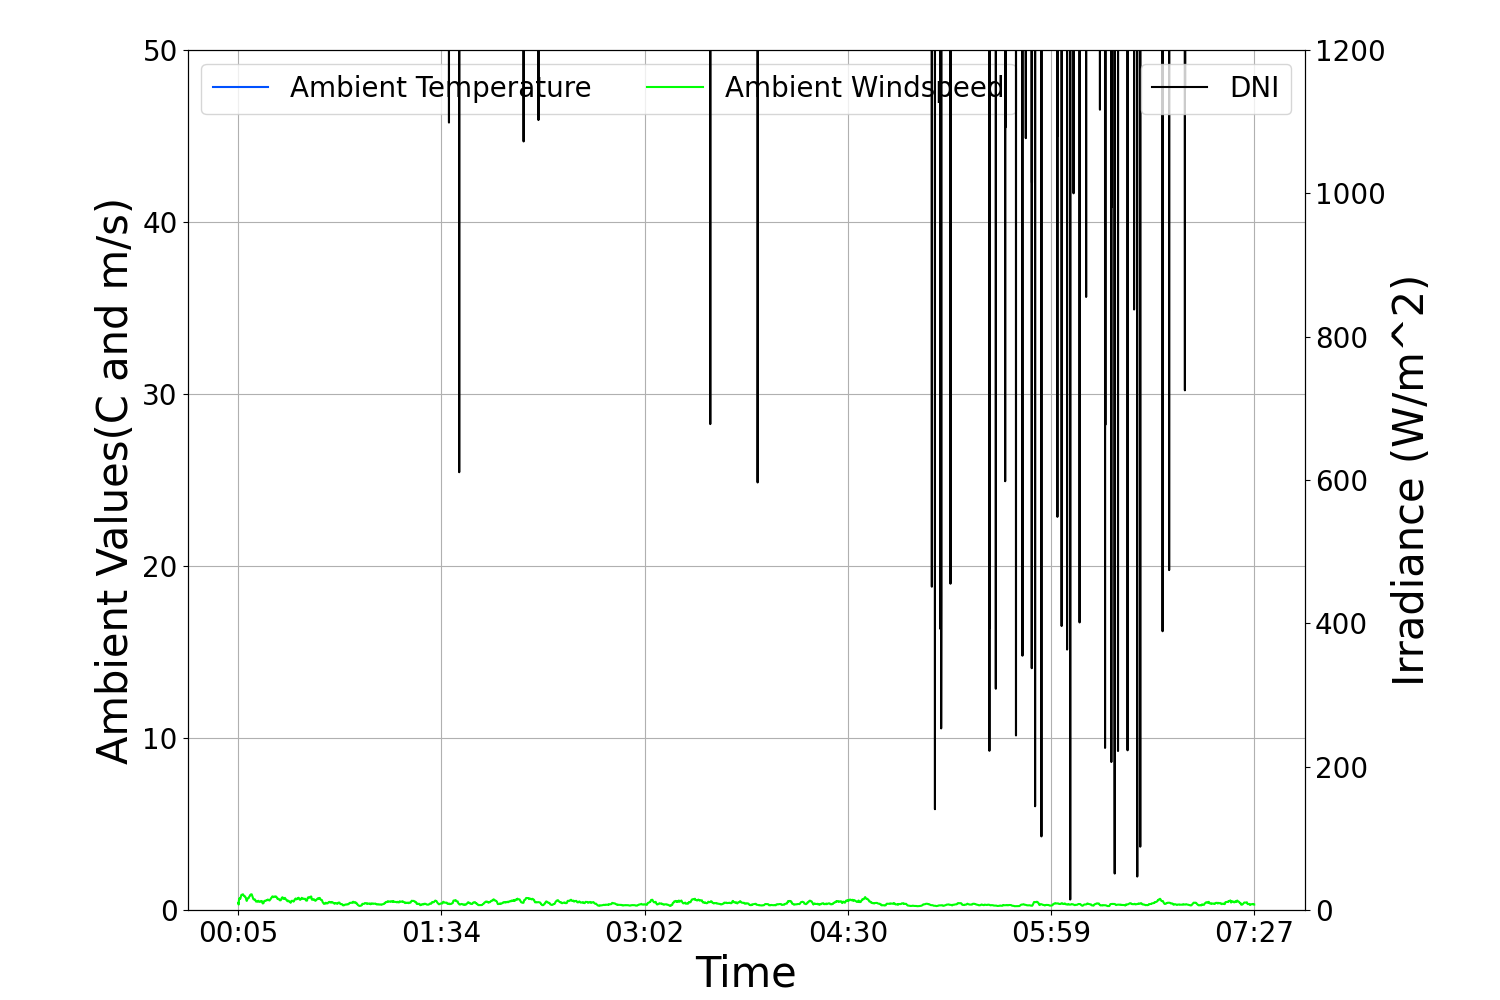 Ambient Temperature
Ambient Windspeed
DNI
50
40
30
20
10
0
1200
1000
800
600
400
200
0
Ambient Values(C and m/s)
Irradiance (W/m^2)
00:05 01:34 03:02 04:30 05:59 07:27
Time